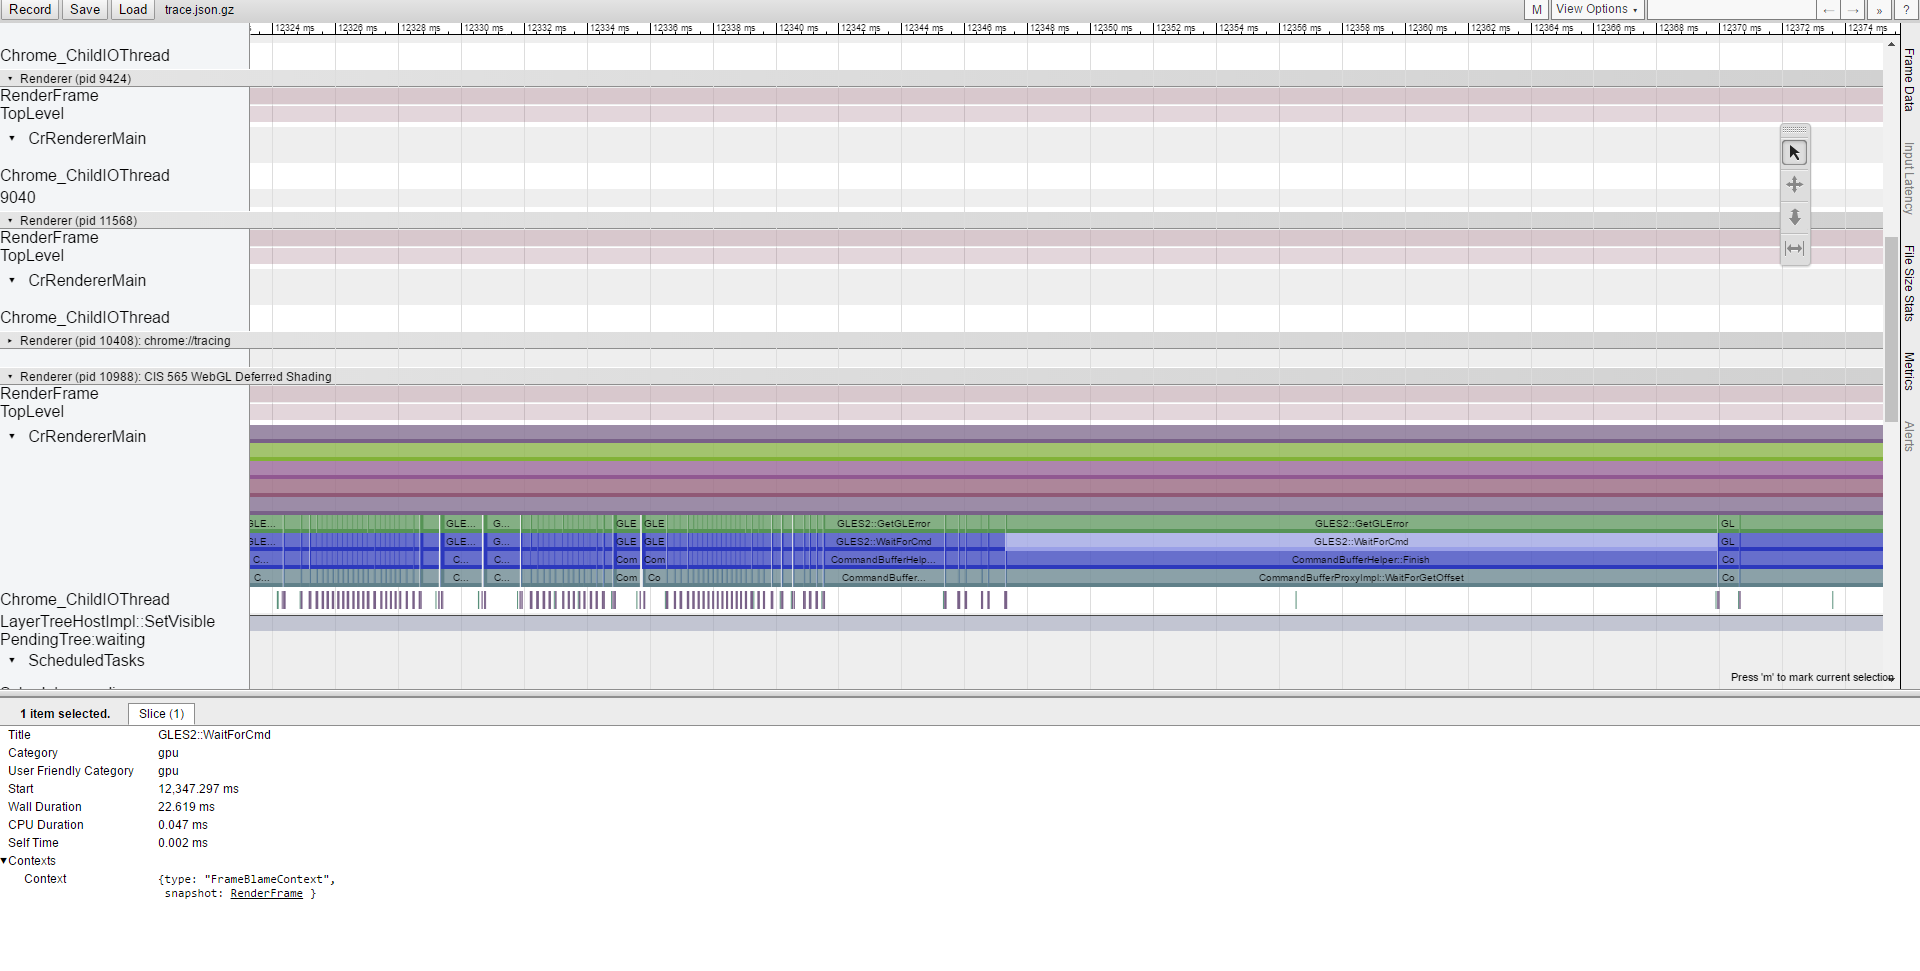 Record Save Load trace.json.gz M View Options ← → » ?
12324 ms 12326 ms 12328 ms 12330 ms 12332 ms 12334 ms 12336 ms 12338 ms 12340 ms 12342 ms 12344 ms 12346 ms 12348 ms 12350 ms 12352 ms 12354 ms 12356 ms 12358 ms 12360 ms 12362 ms 12364 ms 12366 ms 12368 ms 12370 ms 12372 ms 12374 ms
Chrome_ChildIOThread
Renderer (pid 9424)
RenderFrame
TopLevel
CrRendererMain
Chrome_ChildIOThread
9040
Renderer (pid 11568)
RenderFrame
TopLevel
CrRendererMain
Chrome_ChildIOThread
Renderer (pid 10408): chrome://tracing
Renderer (pid 10988): CIS 565 WebGL Deferred Shading
RenderFrame
TopLevel
CrRendererMain
GLE... GLE... G... GLE GLE GLES2::GetGLError GLES2::GetGLError GL
GLE... GLE... G... GLE GLE GLES2::WaitForCmd GLES2::WaitForCmd GL
C... C... C... Com Com CommandBufferHelp... CommandBufferHelper::Finish Co
C... C... C... Com Co CommandBuffer... CommandBufferProxyImpl::WaitForGetOffset Co
Chrome_ChildIOThread
LayerTreeHostImpl::SetVisible
PendingTree:waiting
ScheduledTasks
Press 'm' to mark current selection
Frame Data
Input Latency
File Size Stats
Metrics
Alerts
1 item selected. Slice (1)
Title GLES2::WaitForCmd
Category gpu
User Friendly Category gpu
Start 12,347.297 ms
Wall Duration 22.619 ms
CPU Duration 0.047 ms
Self Time 0.002 ms
Contexts
Context {type: "FrameBlameContext",
snapshot: RenderFrame }